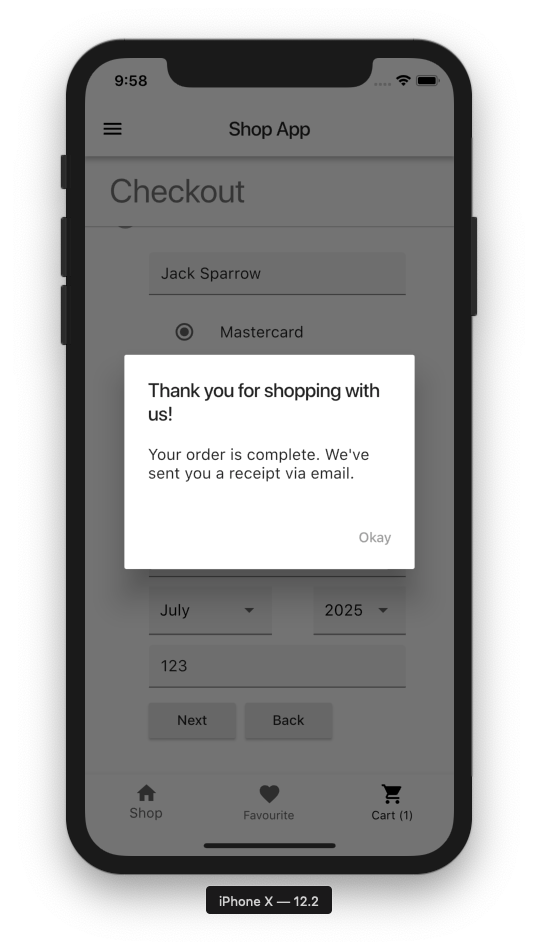 9:58
Shop App
Checkout
Jack Sparrow
Mastercard
Thank you for shopping with
us!
Your order is complete. We've
sent you a receipt via email.
Okay
July
2025
123
Next
Back
Shop
Favourite
Cart (1)
iPhone X — 12.2